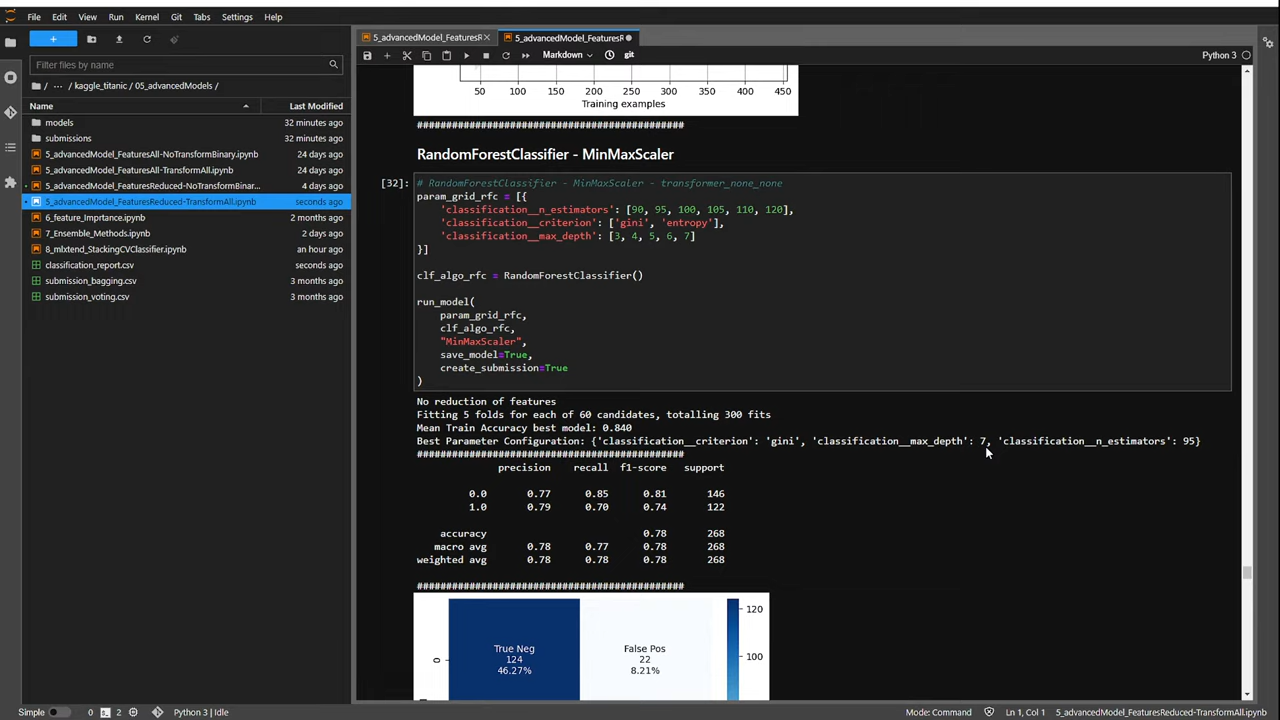 File Edit View Run Kernel Git Tabs Settings Help
5_advancedModel_FeaturesR 5_advancedModel_FeaturesR
Filter files by name
Markdown git Python 3
/ ... / kaggle_titanic / 05_advancedModels /
Name Last Modified
models 32 minutes ago
submissions 32 minutes ago
5_advancedModel_FeaturesAll-NoTransformBinary.ipynb 24 days ago
5_advancedModel_FeaturesAll-TransformAll.ipynb 24 days ago
5_advancedModel_FeaturesReduced-NoTransformBinar... 4 days ago
5_advancedModel_FeaturesReduced-TransformAll.ipynb seconds ago
6_feature_Imprtance.ipynb 2 months ago
7_Ensemble_Methods.ipynb 2 days ago
8_mlxtend_StackingCVClassifier.ipynb an hour ago
classification_report.csv seconds ago
submission_bagging.csv 3 months ago
submission_voting.csv 3 months ago
50 100 150 200 250 300 350 400 450
Training examples
##############################################
RandomForestClassifier - MinMaxScaler
[32]: # RandomForestClassifier - MinMaxScaler - transformer_none_none
param_grid_rfc = [{
'classification__n_estimators': [90, 95, 100, 105, 110, 120],
'classification__criterion': ['gini', 'entropy'],
'classification__max_depth': [3, 4, 5, 6, 7]
}]
clf_algo_rfc = RandomForestClassifier()
run_model(
param_grid_rfc,
clf_algo_rfc,
"MinMaxScaler",
save_model=True,
create_submission=True
)
No reduction of features
Fitting 5 folds for each of 60 candidates, totalling 300 fits
Mean Train Accuracy best model: 0.840
Best Parameter Configuration: {'classification__criterion': 'gini', 'classification__max_depth': 7, 'classification__n_estimators': 95}
##############################################
precision recall f1-score support
0.0 0.77 0.85 0.81 146
1.0 0.79 0.70 0.74 122
accuracy 0.78 268
macro avg 0.78 0.77 0.78 268
weighted avg 0.78 0.78 0.78 268
##############################################
True Neg
124
46.27%
False Pos
22
8.21%
0
120
100
Simple 0 2 Python 3 | Idle Mode: Command Ln 1, Col 1 5_advancedModel_FeaturesReduced-TransformAll.ipynb